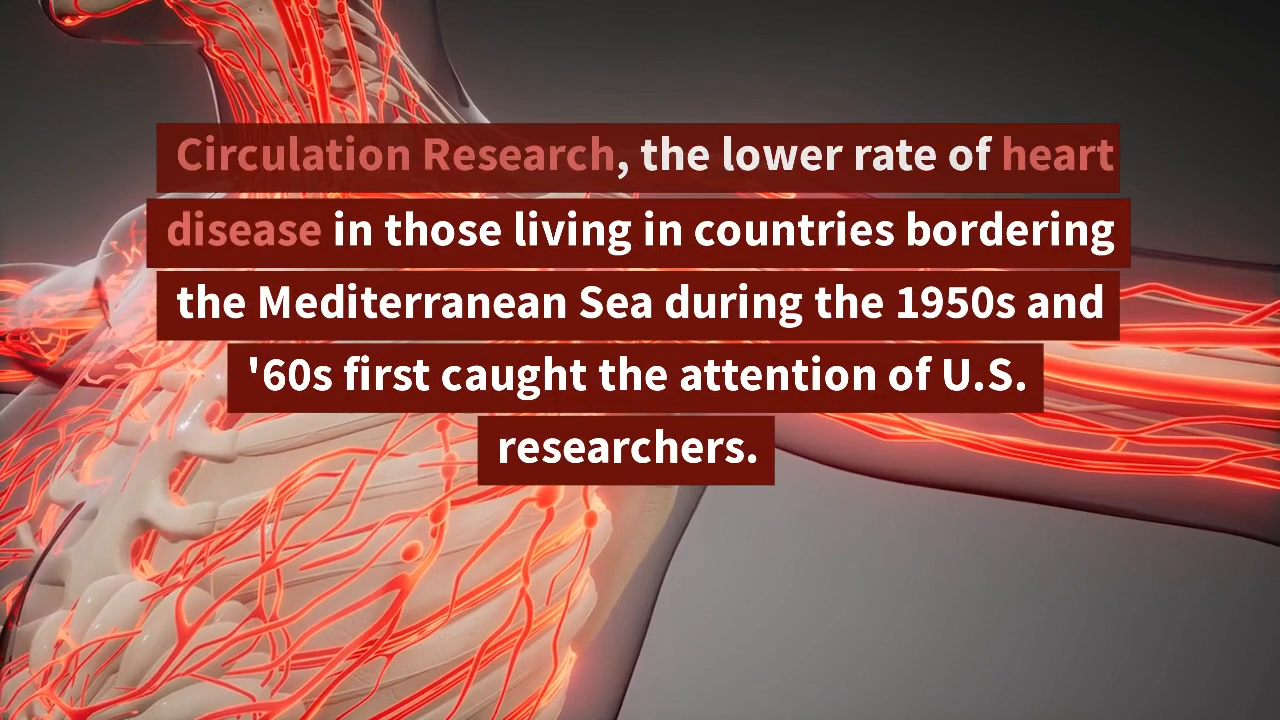 Circulation Research, the lower rate of heart
disease in those living in countries bordering
the Mediterranean Sea during the 1950s and
'60s first caught the attention of U.S.
researchers.